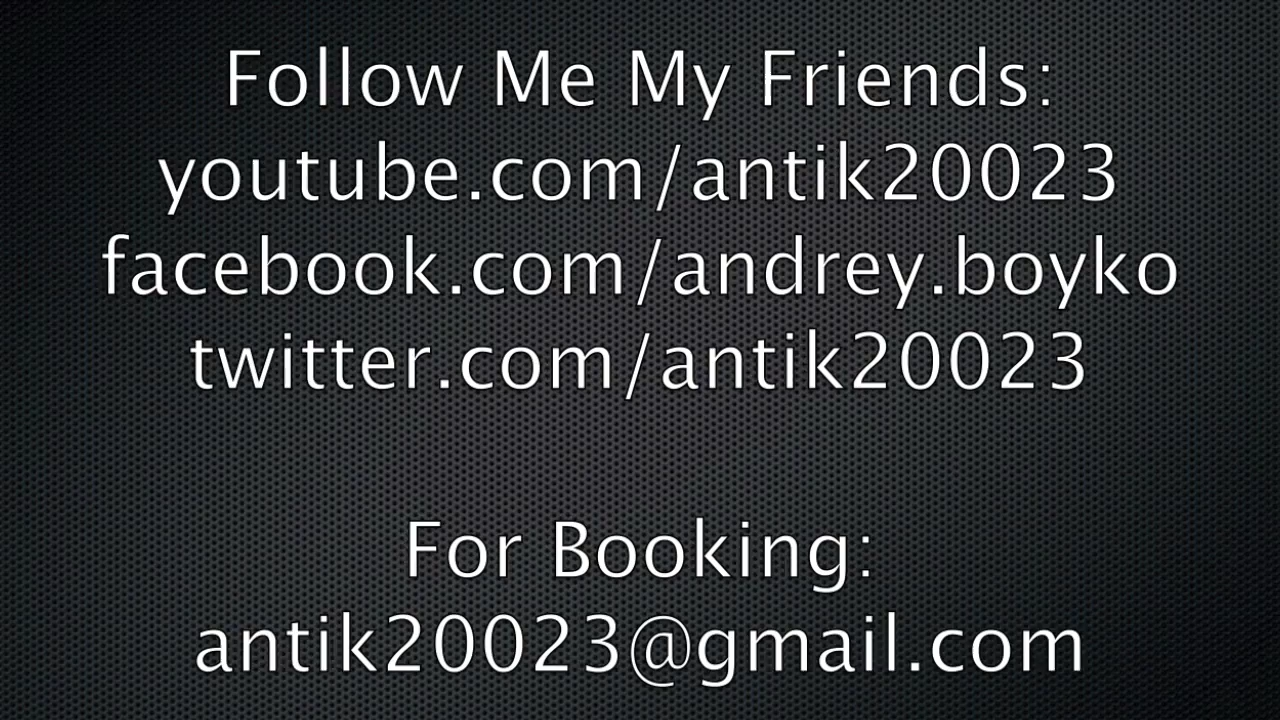 Follow Me My Friends:
youtube.com/antik20023
facebook.com/andrey.boyko
twitter.com/antik20023
For Booking:
antik20023@gmail.com